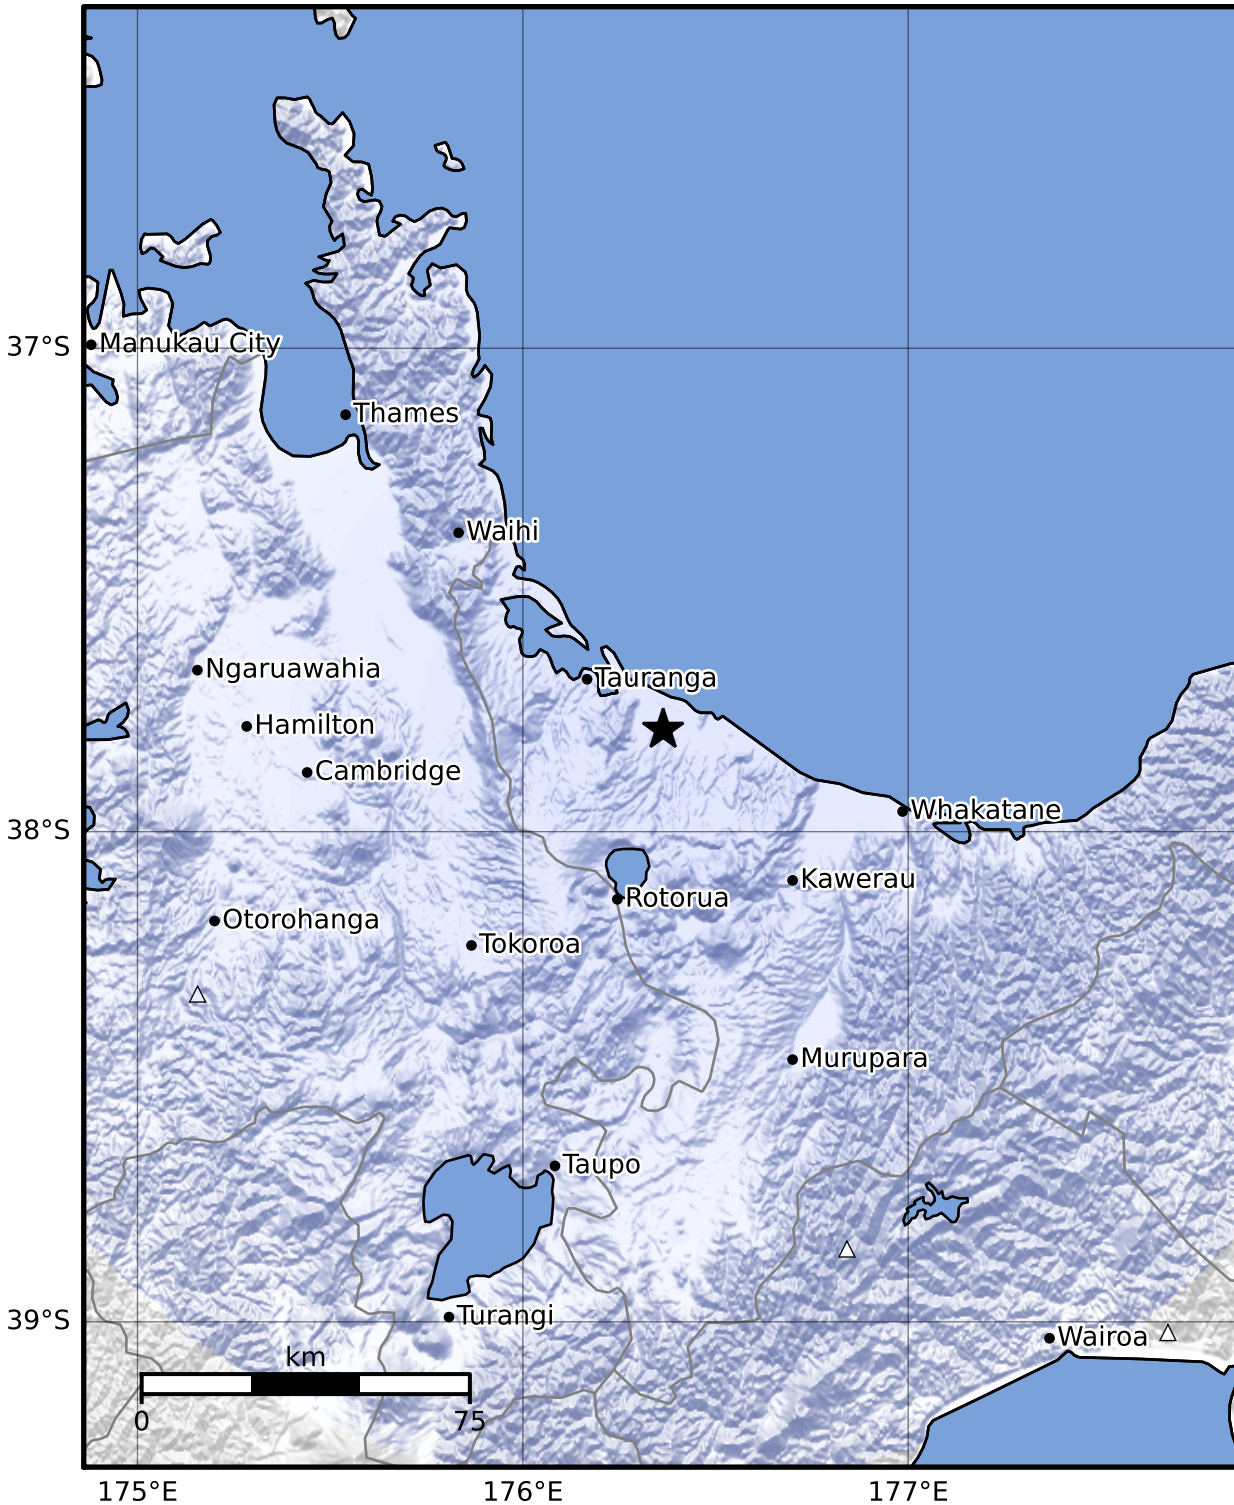 37°S
Manukau City
Thames
Waihi
Ngaruawahia
Tauranga
Hamilton
Cambridge
Whakatane
38°S
Kawerau
Rotorua
Otorohanga
Tokoroa
Murupara
Taupo
39°S
Turangi
Wairoa
km
0
75
175°E
176°E
177°E